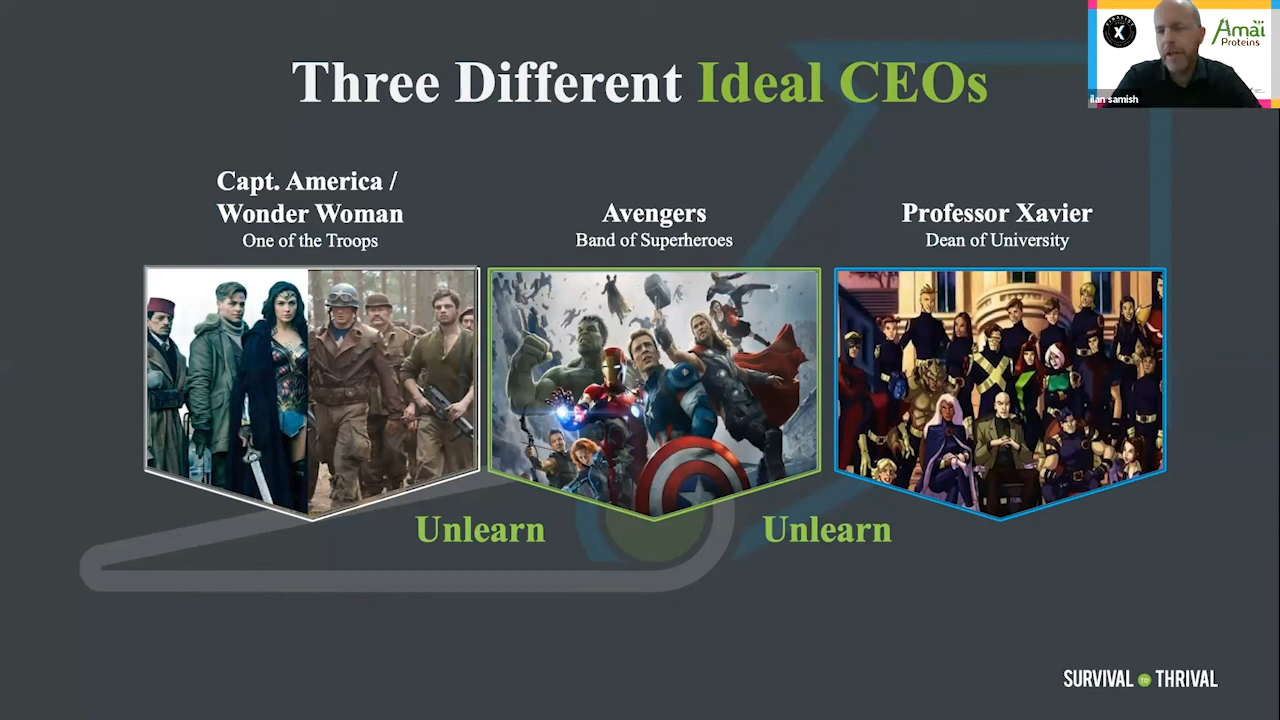 Three Different Ideal CEOs
Capt. America /
Wonder Woman
One of the Troops
Avengers
Band of Superheroes
Professor Xavier
Dean of University
Unlearn
Unlearn
SURVIVAL TO THRIVAL
X
Amai
Proteins
ilan samish